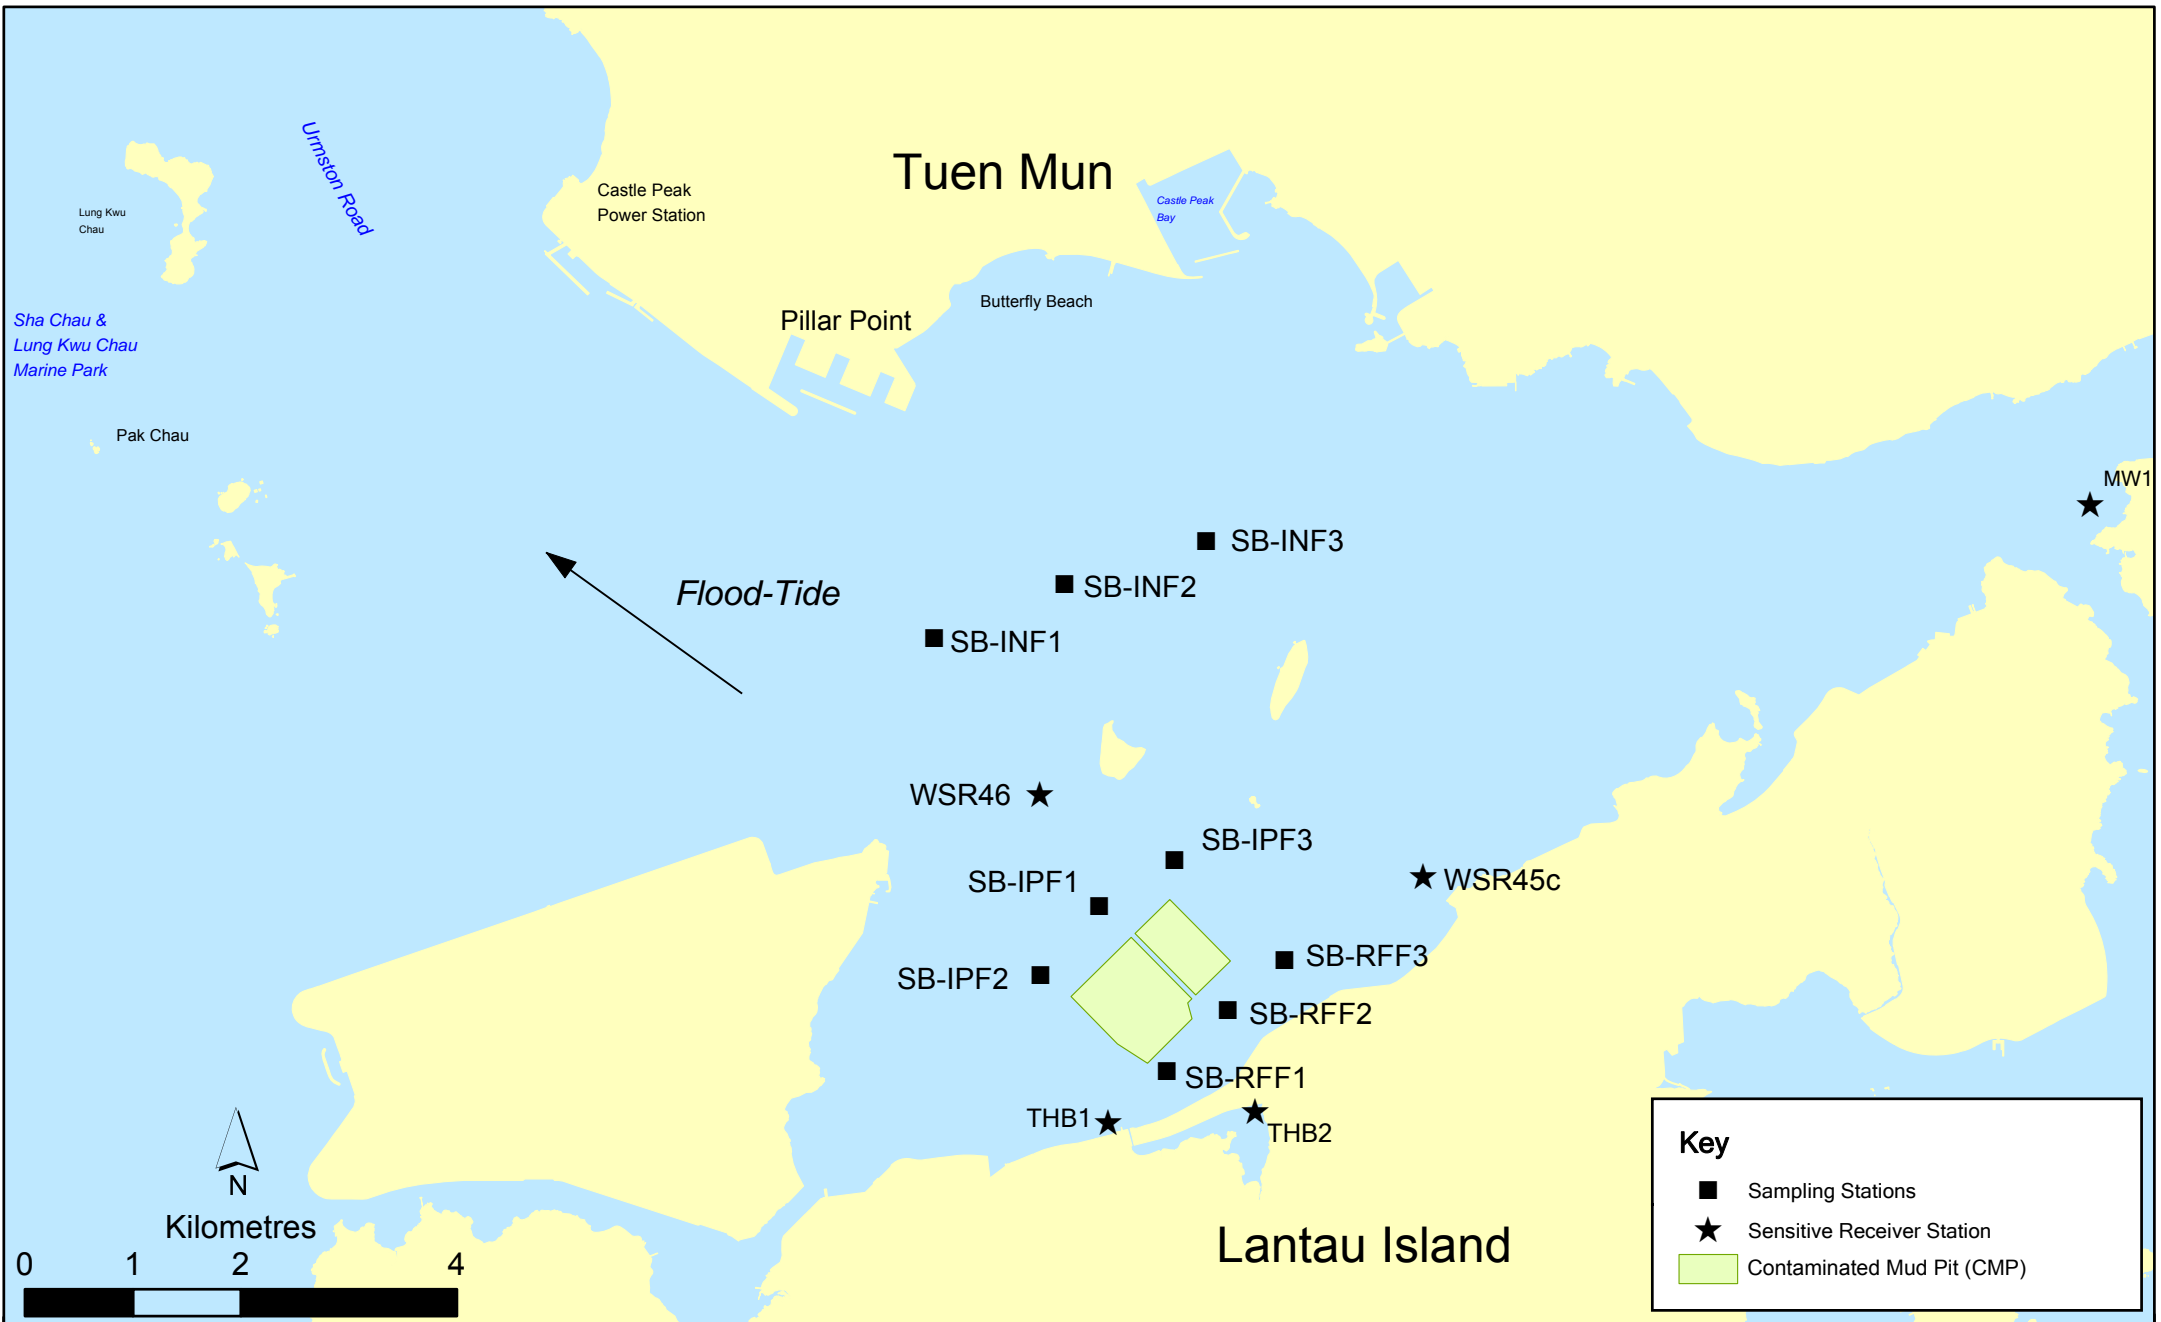 Tuen Mun
Urmston Road
Castle Peak
Power Station
Castle Peak
Bay
Lung Kwu
Chau
Butterfly Beach
Pillar Point
Sha Chau &
Lung Kwu Chau
Marine Park
Pak Chau
MW1
SB-INF3
SB-INF2
Flood-Tide
SB-INF1
WSR46
SB-IPF3
SB-IPF1
WSR45c
SB-RFF3
SB-IPF2
SB-RFF2
SB-RFF1
THB1
THB2
N
Kilometres
0 1 2 4
Lantau Island
Key
Sampling Stations
Sensitive Receiver Station
Contaminated Mud Pit (CMP)